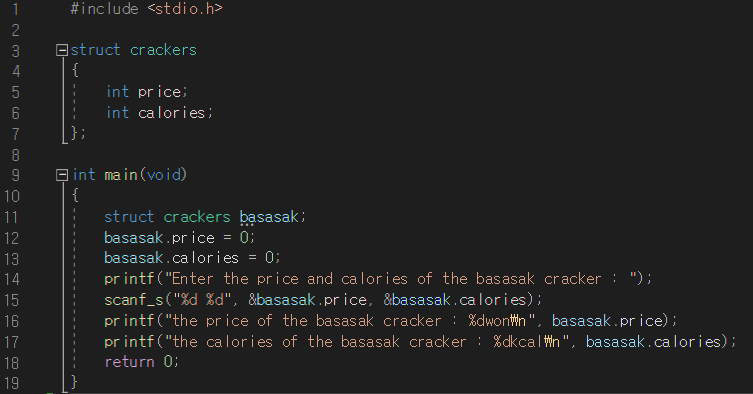 1 #include <stdio.h>
2
3 struct crackers
4 {
5 int price;
6 int calories;
7 };
8
9 int main(void)
10 {
11 struct crackers basasak;
12 basasak.price = 0;
13 basasak.calories = 0;
14 printf("Enter the price and calories of the basasak cracker : ");
15 scanf_s("%d %d", &basasak.price, &basasak.calories);
16 printf("the price of the basasak cracker : %dwon₩n", basasak.price);
17 printf("the calories of the basasak cracker : %dkcal₩n", basasak.calories);
18 return 0;
19 }